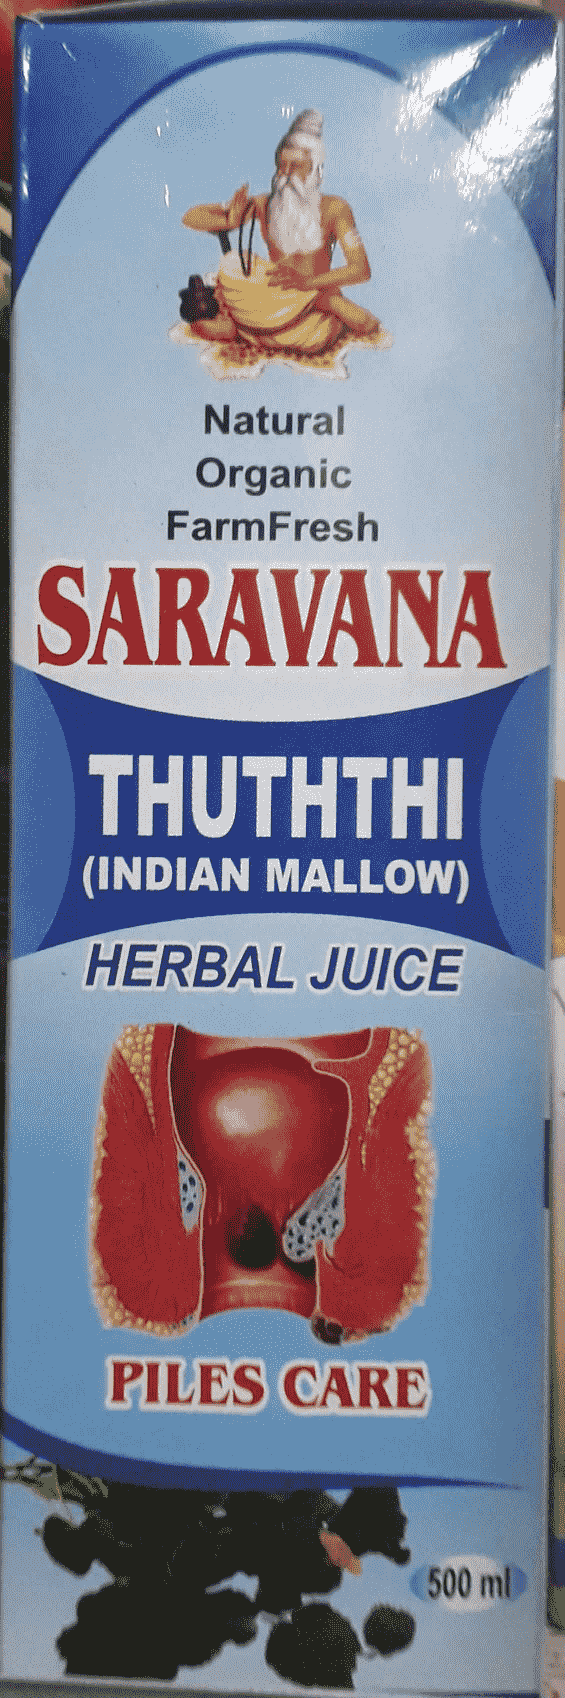 Natural
Organic
FarmFresh
SARAVANA
THUTHTHI
(INDIAN MALLOW)
HERBAL JUICE
PILES CARE
500 ml